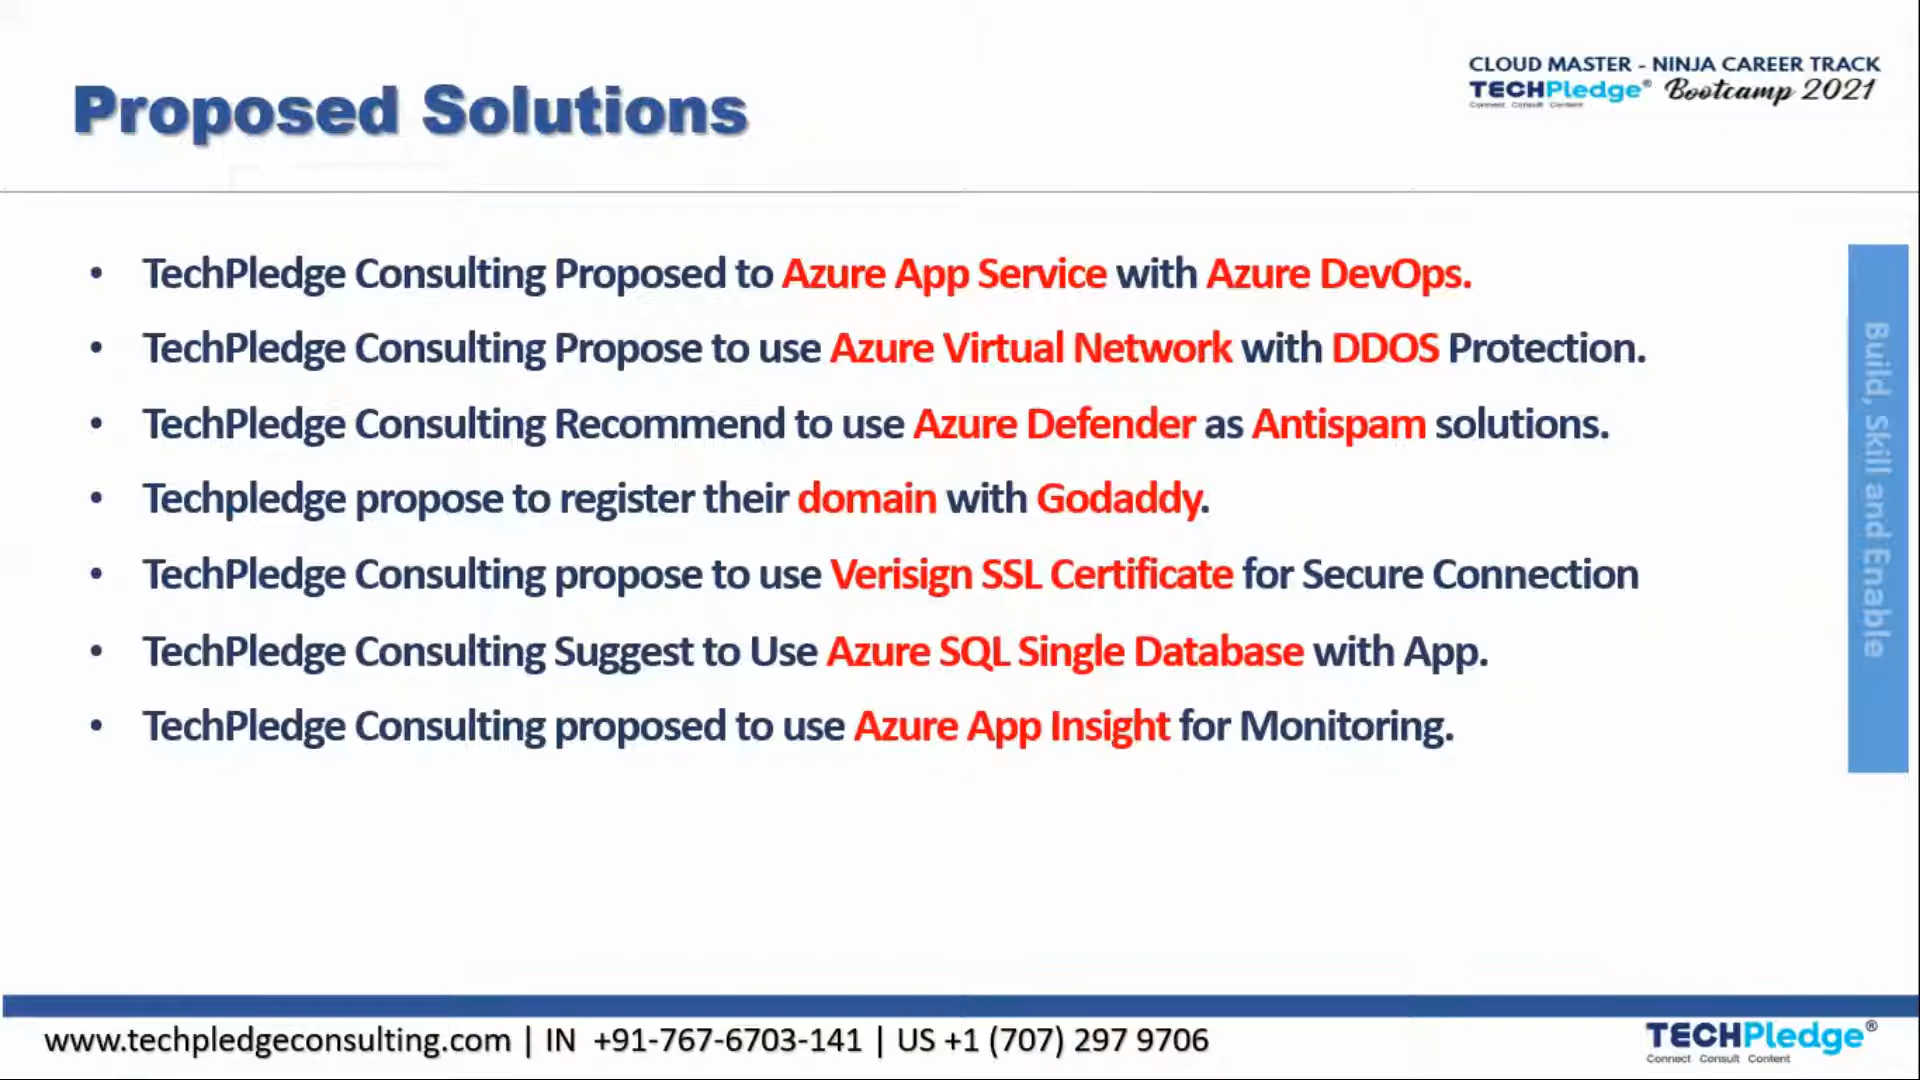 CLOUD MASTER - NINJA CAREER TRACK
TECHPledge® Bootcamp 2021
Connect Consult Content
Proposed Solutions
• TechPledge Consulting Proposed to Azure App Service with Azure DevOps.
• TechPledge Consulting Propose to use Azure Virtual Network with DDOS Protection.
• TechPledge Consulting Recommend to use Azure Defender as Antispam solutions.
• Techpledge propose to register their domain with Godaddy.
• TechPledge Consulting propose to use Verisign SSL Certificate for Secure Connection
• TechPledge Consulting Suggest to Use Azure SQL Single Database with App.
• TechPledge Consulting proposed to use Azure App Insight for Monitoring.
Build, Skill and Enable
www.techpledgeconsulting.com | IN +91-767-6703-141 | US +1 (707) 297 9706
TECHPledge®
Connect Consult Content